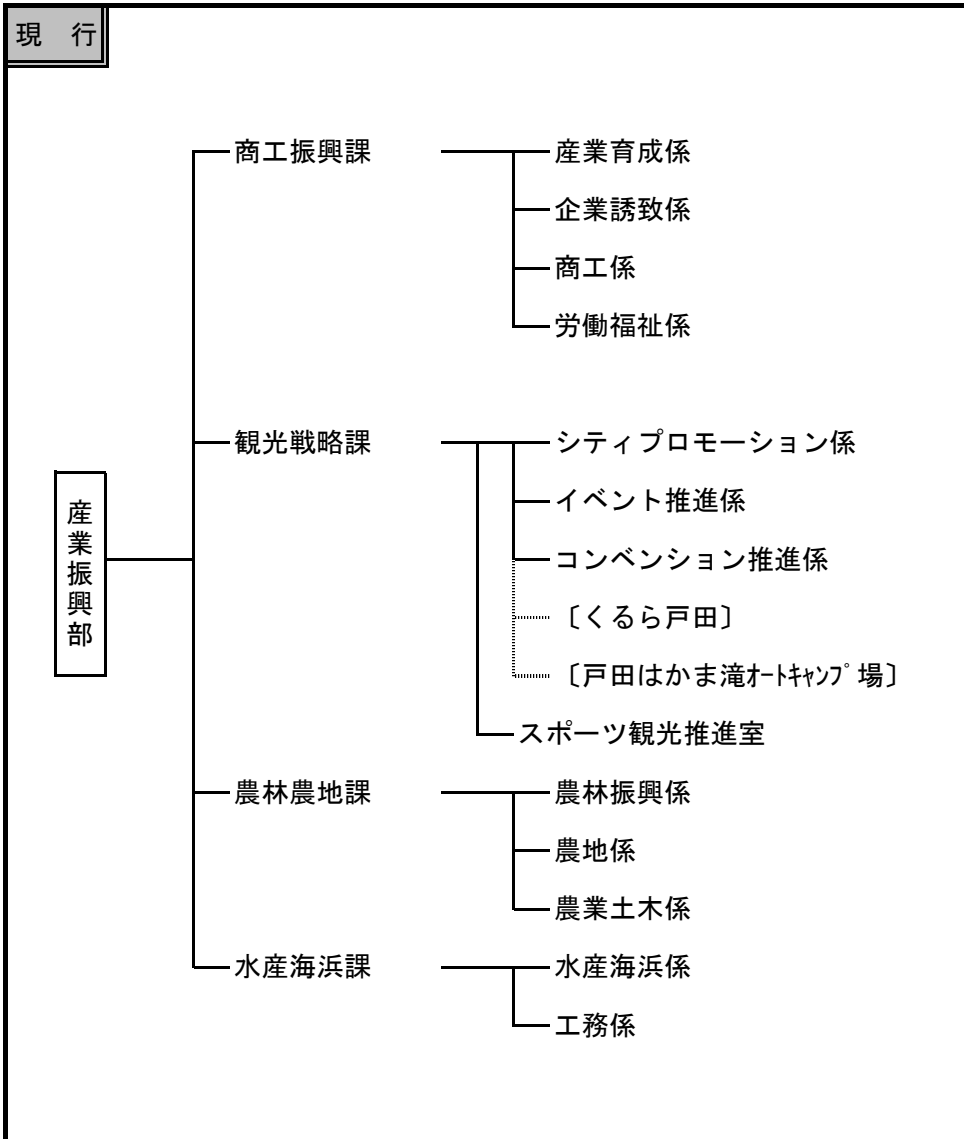 現　行
商工振興課
産業育成係
企業誘致係
商工係
労働福祉係
観光戦略課
シティプロモーション係
イベント推進係
産業振興部
コンベンション推進係
〔くるら戸田〕
〔戸田はかま滝ｵｰﾄｷｬﾝﾌﾟ場〕
スポーツ観光推進室
農林農地課
農林振興係
農地係
農業土木係
水産海浜課
水産海浜係
工務係